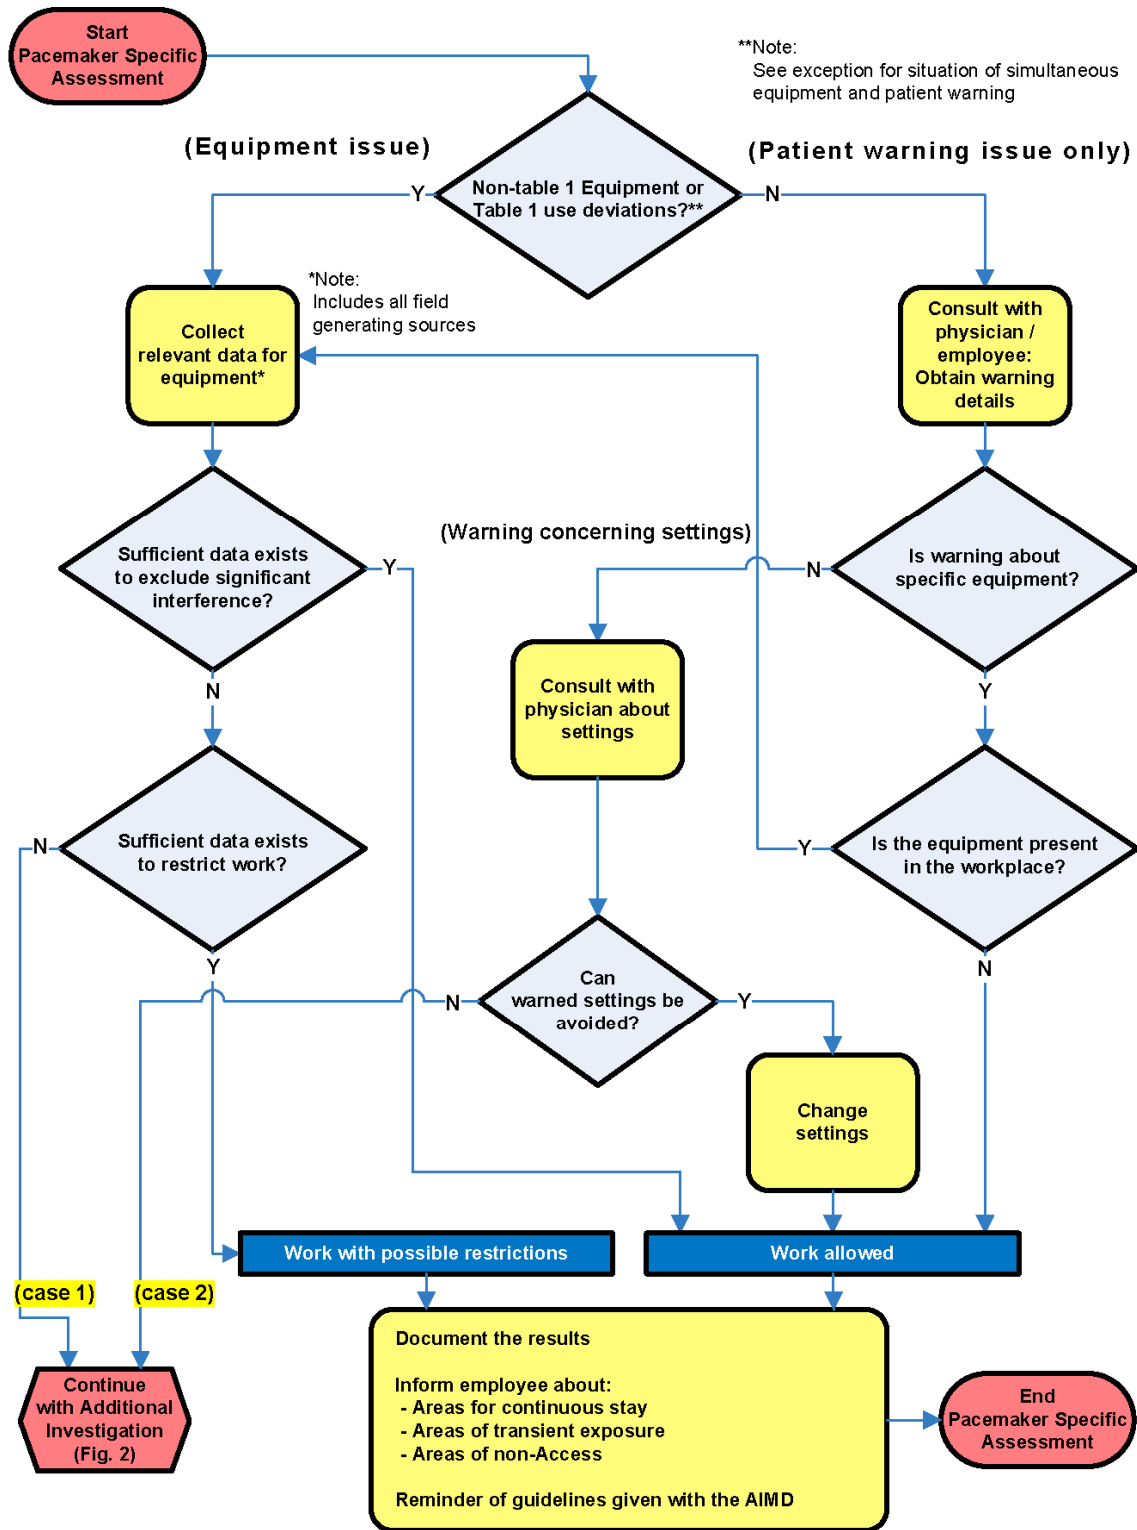 Start
Pacemaker Specific
Assessment
**Note:
See exception for situation of simultaneous
equipment and patient warning
(Equipment issue)
(Patient warning issue only)
Non-table 1 Equipment or
Table 1 use deviations?**
Y
N
*Note:
Includes all field
generating sources
Collect
relevant data for
equipment*
Consult with
physician /
employee:
Obtain warning
details
(Warning concerning settings)
Sufficient data exists
to exclude significant
interference?
Y
N
Is warning about
specific equipment?
N
Y
Consult with
physician about
settings
Sufficient data exists
to restrict work?
N
Y
Is the equipment present
in the workplace?
Y
N
Can
warned settings be
avoided?
N
Y
Change
settings
Work with possible restrictions
Work allowed
(case 1)
(case 2)
Continue
with Additional
Investigation
(Fig. 2)
Document the results
Inform employee about:
- Areas for continuous stay
- Areas of transient exposure
- Areas of non-Access
Reminder of guidelines given with the AIMD
End
Pacemaker Specific
Assessment